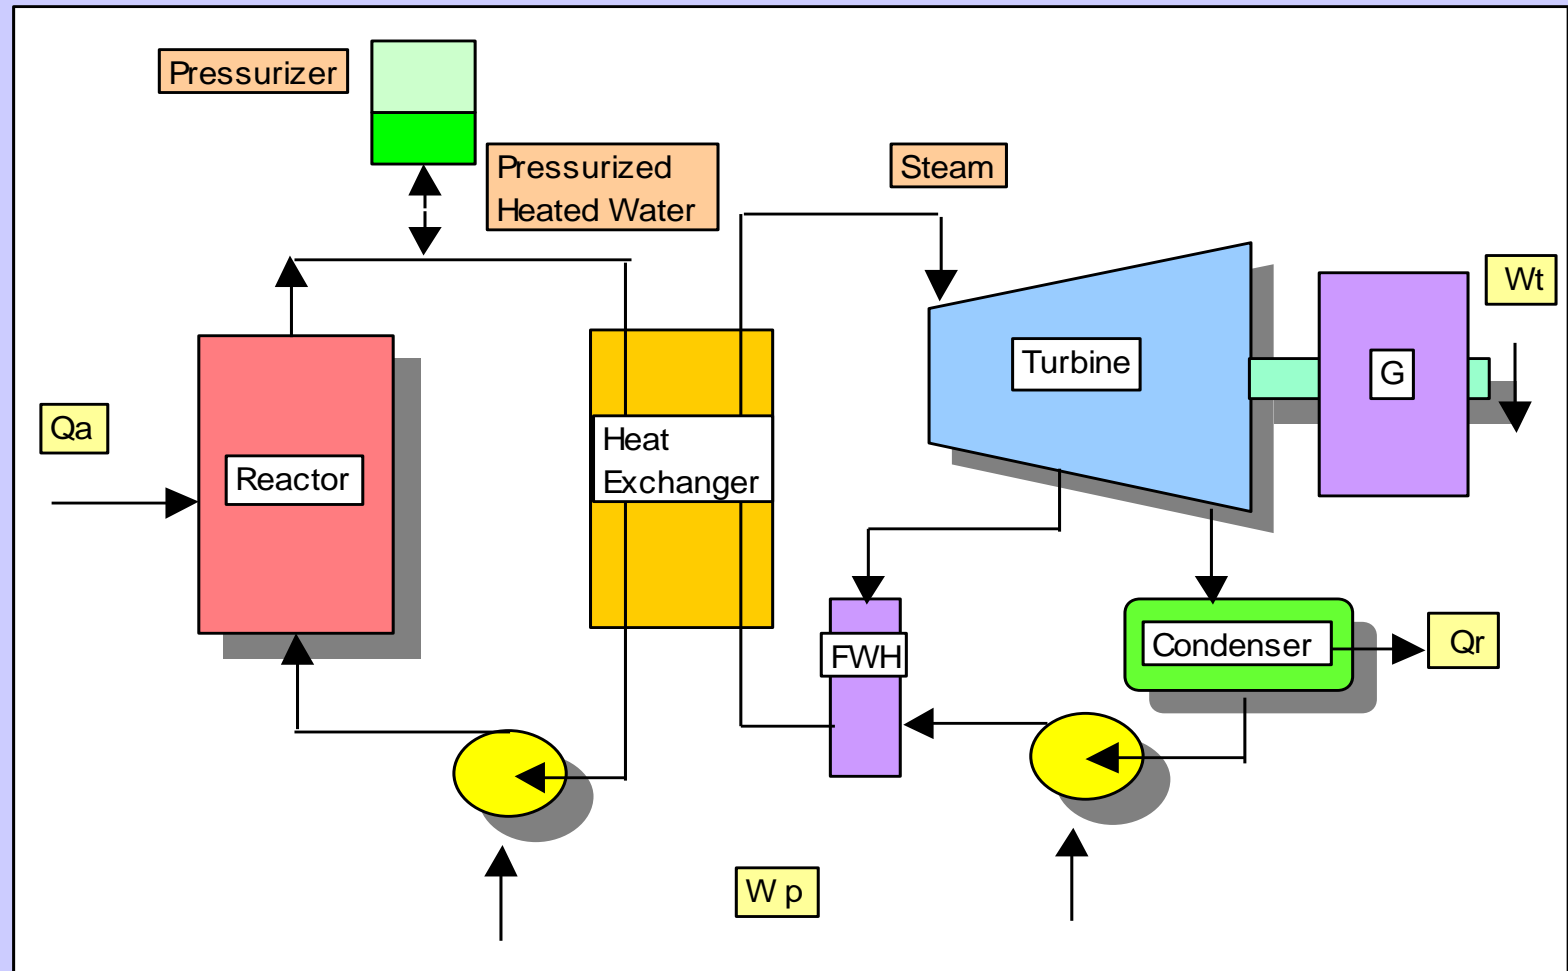 Pressurizer
Pressurized
Heated Water
Steam
Wt
Turbine
G
Qa
Heat
Exchanger
Reactor
FWH
Condenser
Qr
W p